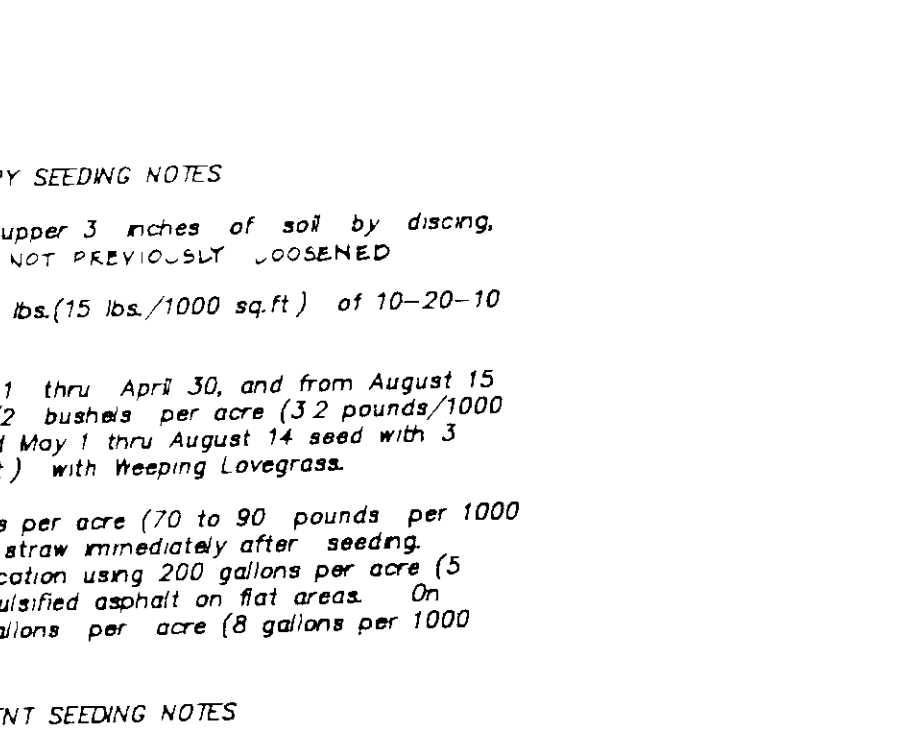 PY SEEDING NOTES
upper 3 inches of soil by discing,
NOT PREVIOUSLY LOOSENED
lbs.(15 lbs./1000 sq.ft ) of 10-20-10
1 thru April 30, and from August 15
/2 bushels per acre (3 2 pounds/1000
d May 1 thru August 14 seed with 3
t ) with Weeping Lovegrass.
s per acre (70 to 90 pounds per 1000
straw immediately after seeding.
cation using 200 gallons per acre (5
ulsified asphalt on flat areas. On
allons per acre (8 gallons per 1000
ENT SEEDING NOTES